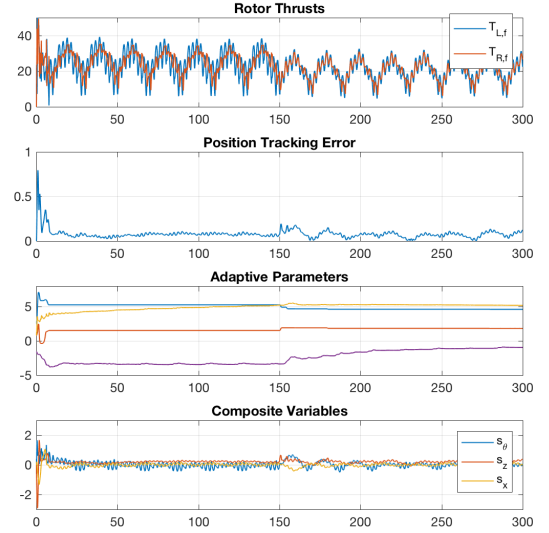 Rotor Thrusts
T_L,f
T_R,f
40
20
0
0 50 100 150 200 250 300
Position Tracking Error
1
0.5
0
0 50 100 150 200 250 300
Adaptive Parameters
5
0
-5
0 50 100 150 200 250 300
Composite Variables
s_θ
s_z
s_x
2
0
-2
0 50 100 150 200 250 300